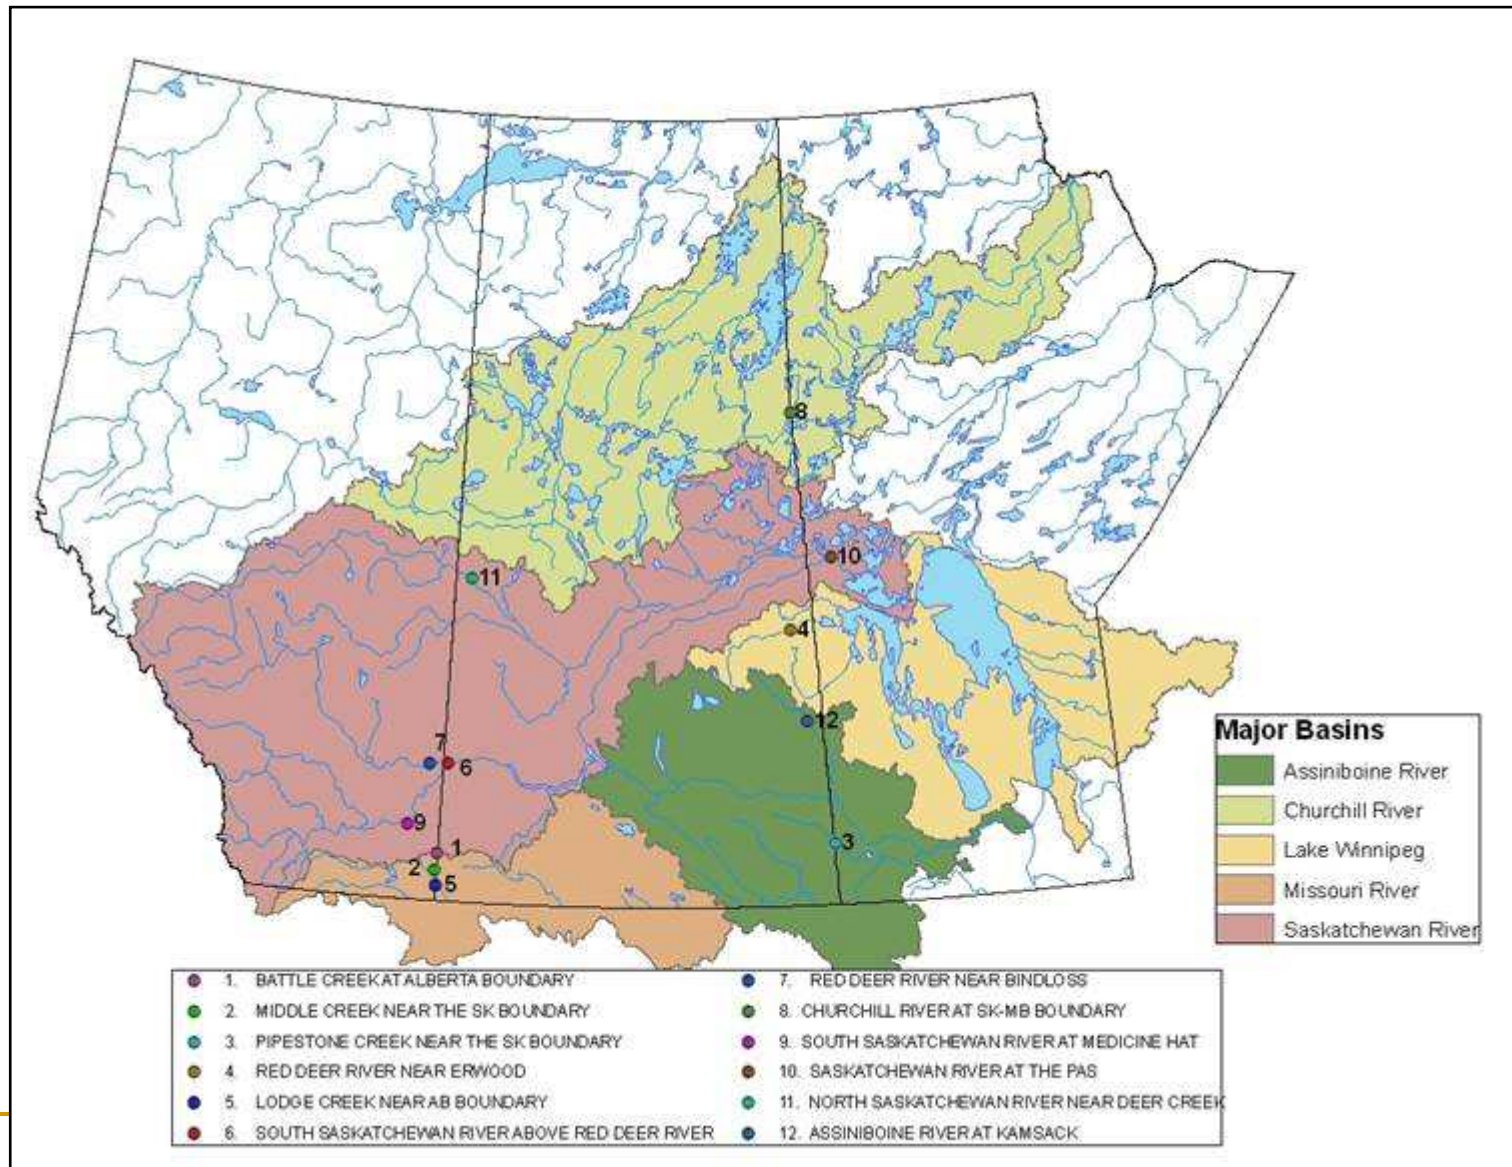 8
10
11
4
12
7
6
9
3
1
2
5
Major Basins
Assiniboine River
Churchill River
Lake Winnipeg
Missouri River
Saskatchewan River
1. BATTLE CREEK AT ALBERTA BOUNDARY
2. MIDDLE CREEK NEAR THE SK BOUNDARY
3. PIPESTONE CREEK NEAR THE SK BOUNDARY
4. RED DEER RIVER NEAR ERWOOD
5. LODGE CREEK NEAR AB BOUNDARY
6. SOUTH SASKATCHEWAN RIVER ABOVE RED DEER RIVER
7. RED DEER RIVER NEAR BINDLOSS
8. CHURCHILL RIVER AT SK-MB BOUNDARY
9. SOUTH SASKATCHEWAN RIVER AT MEDICINE HAT
10. SASKATCHEWAN RIVER AT THE PAS
11. NORTH SASKATCHEWAN RIVER NEAR DEER CREEK
12. ASSINIBOINE RIVER AT KAMSACK